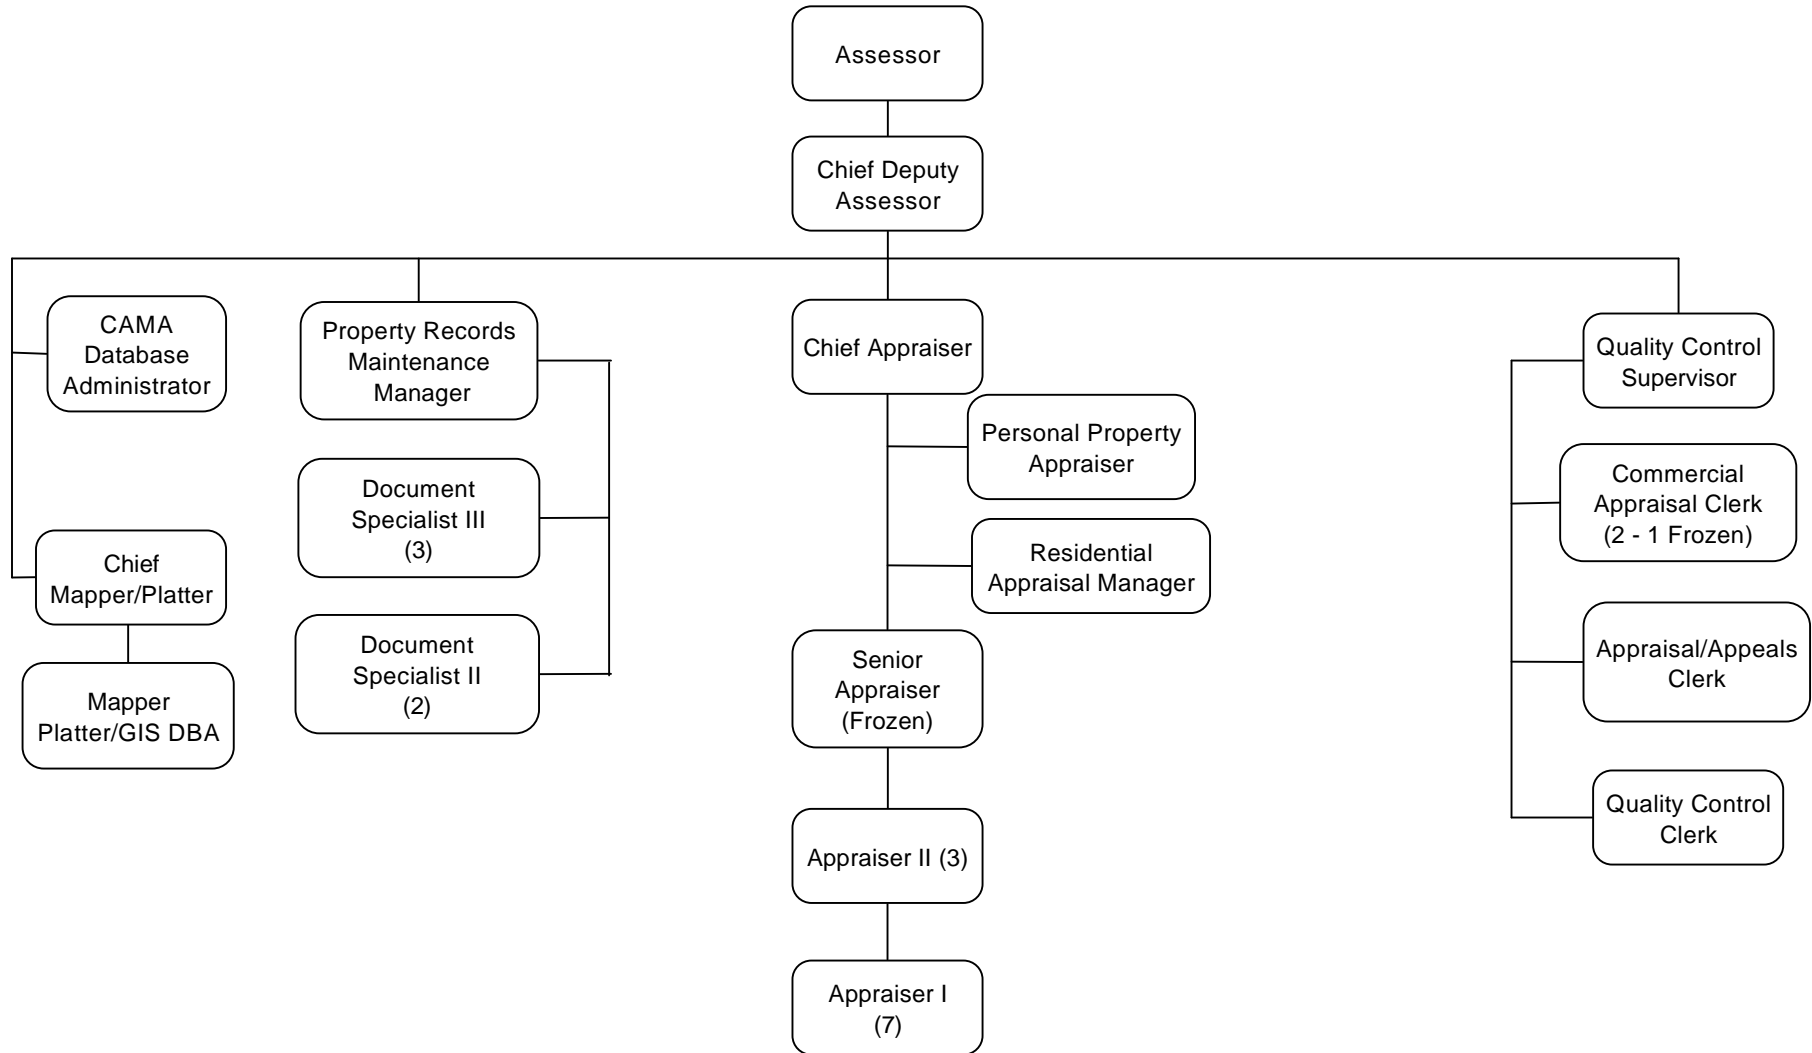 Assessor
Chief Deputy
Assessor
CAMA
Database
Administrator
Chief
Mapper/Platter
Mapper
Platter/GIS DBA
Property Records
Maintenance
Manager
Document
Specialist III
(3)
Document
Specialist II
(2)
Chief Appraiser
Personal Property
Appraiser
Residential
Appraisal Manager
Senior
Appraiser
(Frozen)
Appraiser II (3)
Appraiser I
(7)
Quality Control
Supervisor
Commercial
Appraisal Clerk
(2 - 1 Frozen)
Appraisal/Appeals
Clerk
Quality Control
Clerk